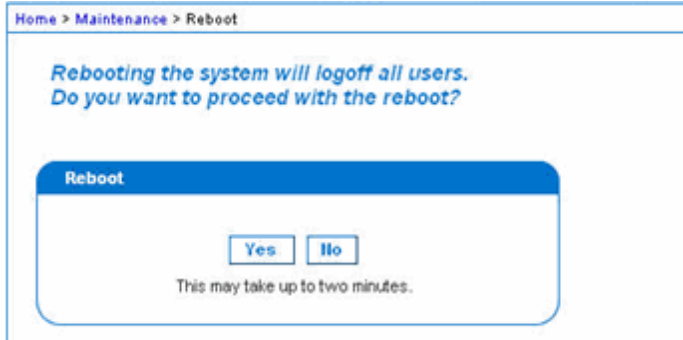 Home > Maintenance > Reboot
Rebooting the system will logoff all users.
Do you want to proceed with the reboot?
Reboot
Yes No
This may take up to two minutes.